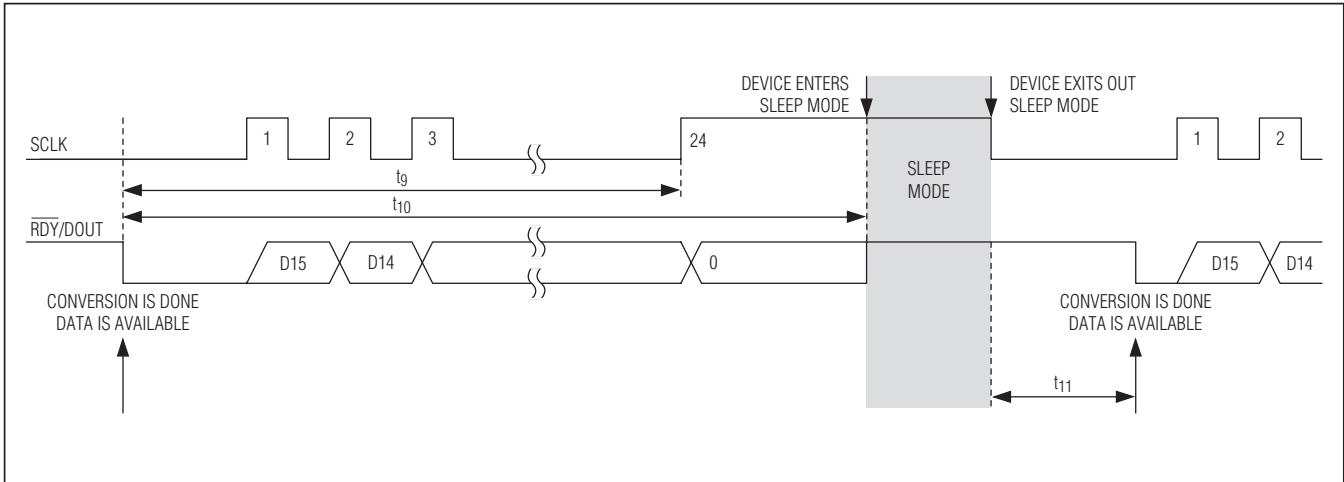 DEVICE ENTERS
SLEEP MODE
DEVICE EXITS OUT
SLEEP MODE
SCLK
1
2
3
24
SLEEP
MODE
1
2
t9
t10
RDY/DOUT
D15
D14
0
D15
D14
CONVERSION IS DONE
DATA IS AVAILABLE
CONVERSION IS DONE
DATA IS AVAILABLE
t11